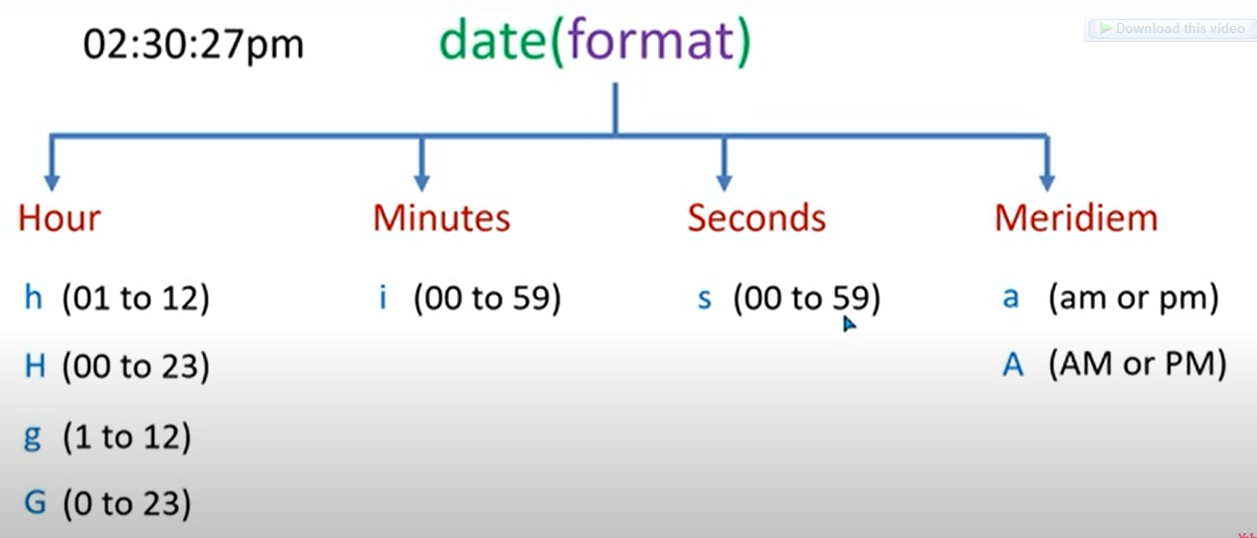 02:30:27pm date(format)
Download this video
Hour Minutes Seconds Meridiem
h (01 to 12) i (00 to 59) s (00 to 59) a (am or pm)
H (00 to 23) A (AM or PM)
g (1 to 12)
G (0 to 23)